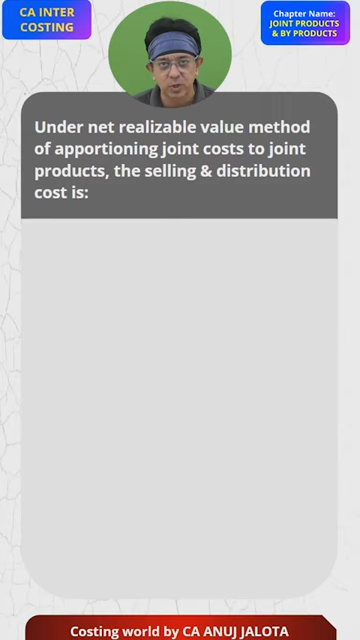 CA INTER
COSTING
Chapter Name:
JOINT PRODUCTS
& BY PRODUCTS
Under net realizable value method
of apportioning joint costs to joint
products, the selling & distribution
cost is:
Costing world by CA ANUJ JALOTA